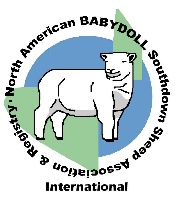 North American BABYDOLL Southdown Sheep Association & Registry·
International